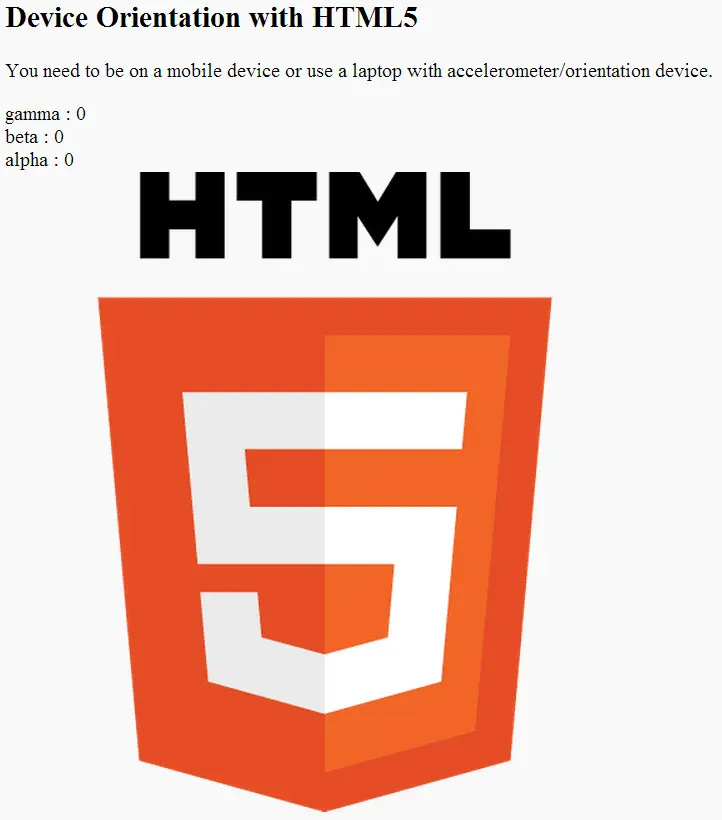 Device Orientation with HTML5
You need to be on a mobile device or use a laptop with accelerometer/orientation device.
gamma : 0
beta : 0
alpha : 0
HTML
5